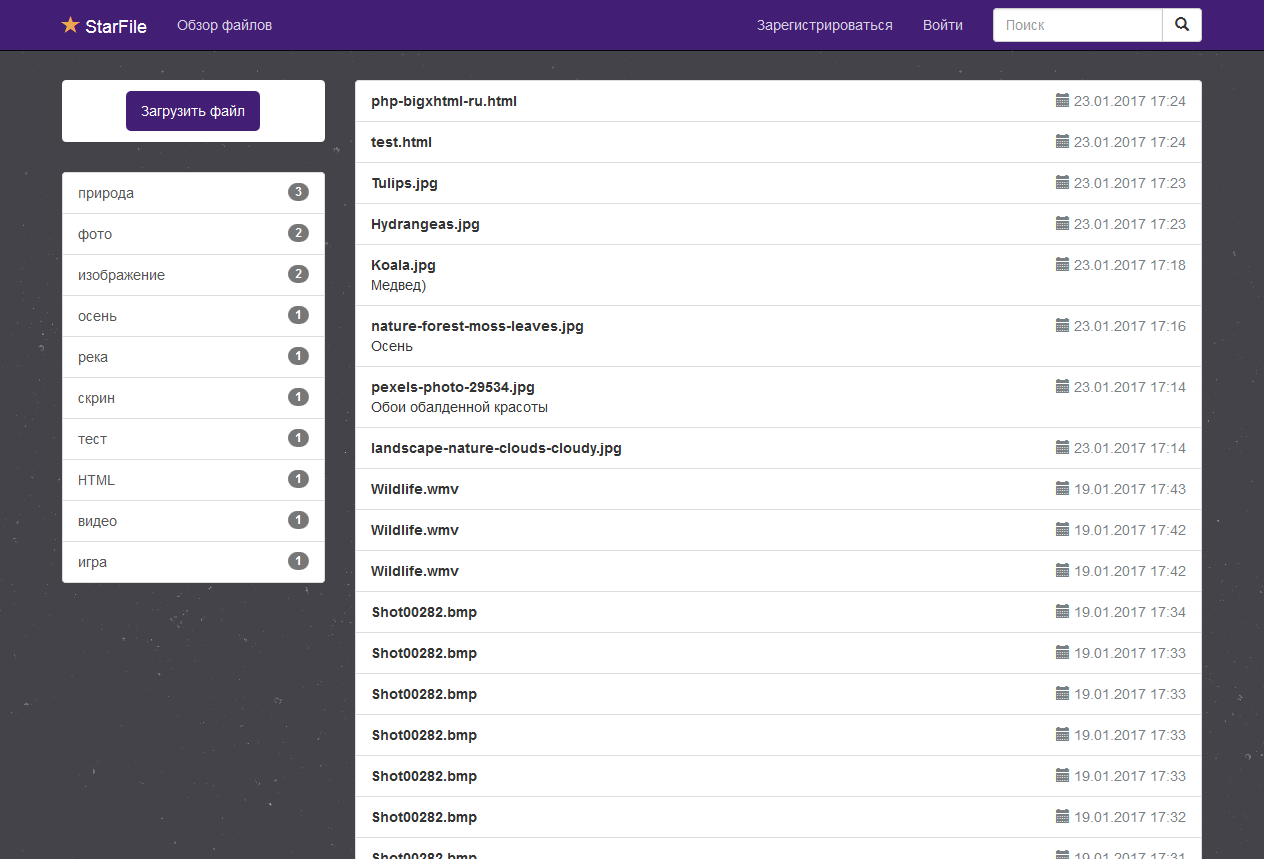 StarFile
Обзор файлов
Зарегистрироваться
Войти
Поиск
Загрузить файл
природа 3
фото 2
изображение 2
осень 1
река 1
скрин 1
тест 1
HTML 1
видео 1
игра 1
php-bigxhtml-ru.html 23.01.2017 17:24
test.html 23.01.2017 17:24
Tulips.jpg 23.01.2017 17:23
Hydrangeas.jpg 23.01.2017 17:23
Koala.jpg 23.01.2017 17:18
Медвед)
nature-forest-moss-leaves.jpg 23.01.2017 17:16
Осень
pexels-photo-29534.jpg 23.01.2017 17:14
Обои обалденной красоты
landscape-nature-clouds-cloudy.jpg 23.01.2017 17:14
Wildlife.wmv 19.01.2017 17:43
Wildlife.wmv 19.01.2017 17:42
Wildlife.wmv 19.01.2017 17:42
Shot00282.bmp 19.01.2017 17:34
Shot00282.bmp 19.01.2017 17:33
Shot00282.bmp 19.01.2017 17:33
Shot00282.bmp 19.01.2017 17:33
Shot00282.bmp 19.01.2017 17:33
Shot00282.bmp 19.01.2017 17:32
Shot00282.bmp 19.01.2017 17:31